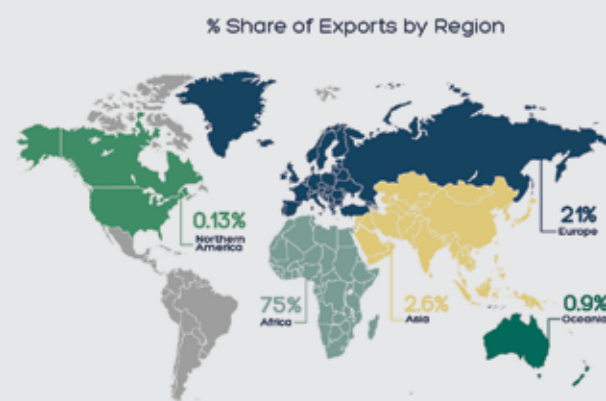 % Share of Exports by Region
0.13%
Northern
America
21%
Europe
75%
Africa
2.6%
Asia
0.9%
Oceania